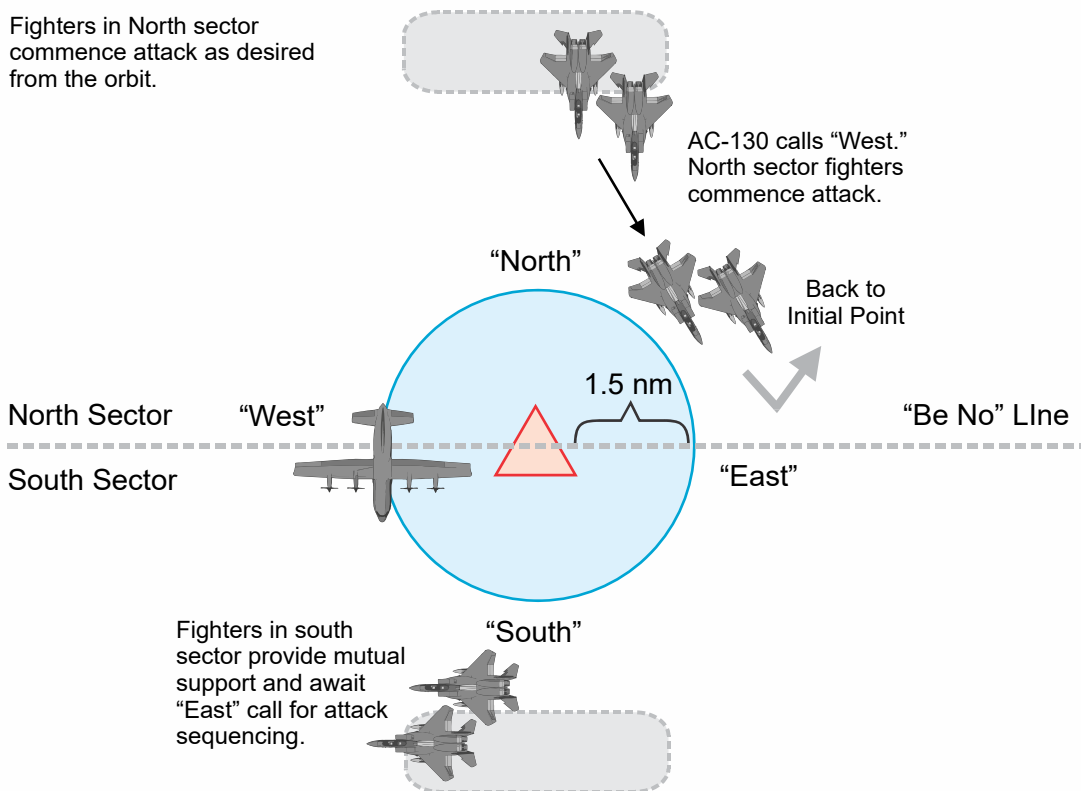 Fighters in North sector
commence attack as desired
from the orbit.
AC-130 calls “West.”
North sector fighters
commence attack.
“North”
Back to
Initial Point
1.5 nm
North Sector
“West”
“Be No” LIne
South Sector
“East”
“South”
Fighters in south
sector provide mutual
support and await
“East” call for attack
sequencing.